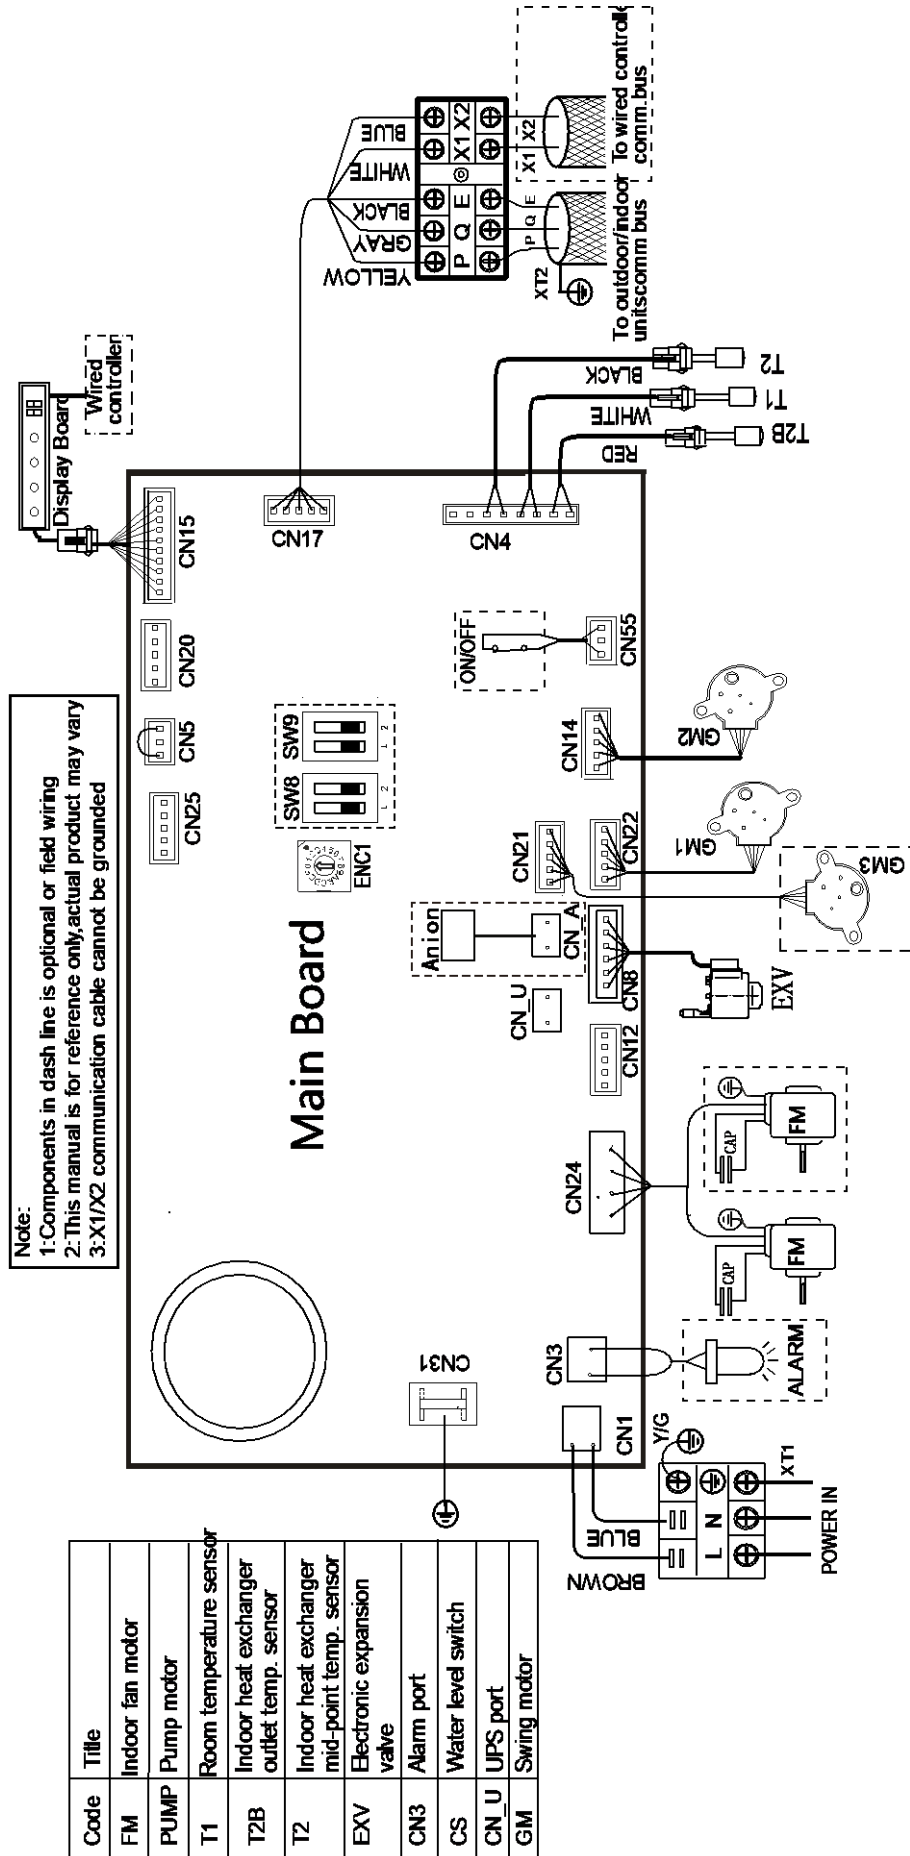 Note:
1:Components in dash line is optional or field wiring
2:This manual is for reference only,actual product may vary
3:X1/X2 communication cable cannot be grounded
Code Title
FM Indoor fan motor
PUMP Pump motor
T1 Room temperature sensor
T2B Indoor heat exchanger
outlet temp. sensor
T2 Indoor heat exchanger
mid-point temp. sensor
EXV Electronic expansion
valve
CN3 Alarm port
CS Water level switch
CN_U UPS port
GM Swing motor
Display Board
Wired
controller
CN25
CN5
CN20
CN15
Main Board
ENC1
SW8
SW9
L 2
L 2
CN17
CN4
CN31
CN_U
Anion
CN_A
ON/OFF
CN1
CN3
CN24
CN12
CN8
CN21
CN22
CN14
CN55
YELLOW
GRAY
BLACK
WHITE
BLUE
P Q E X1 X2
P Q E
X1 X2
XT2
To outdoor/indoor
unitscomm bus
To wired controlle
comm.bus
RED
WHITE
BLACK
T2B
T1
T2
BROWN
BLUE
Y/G
L N
XT1
POWER IN
ALARM
CAP
FM
CAP
FM
EXV
GM3
GM1
GM2